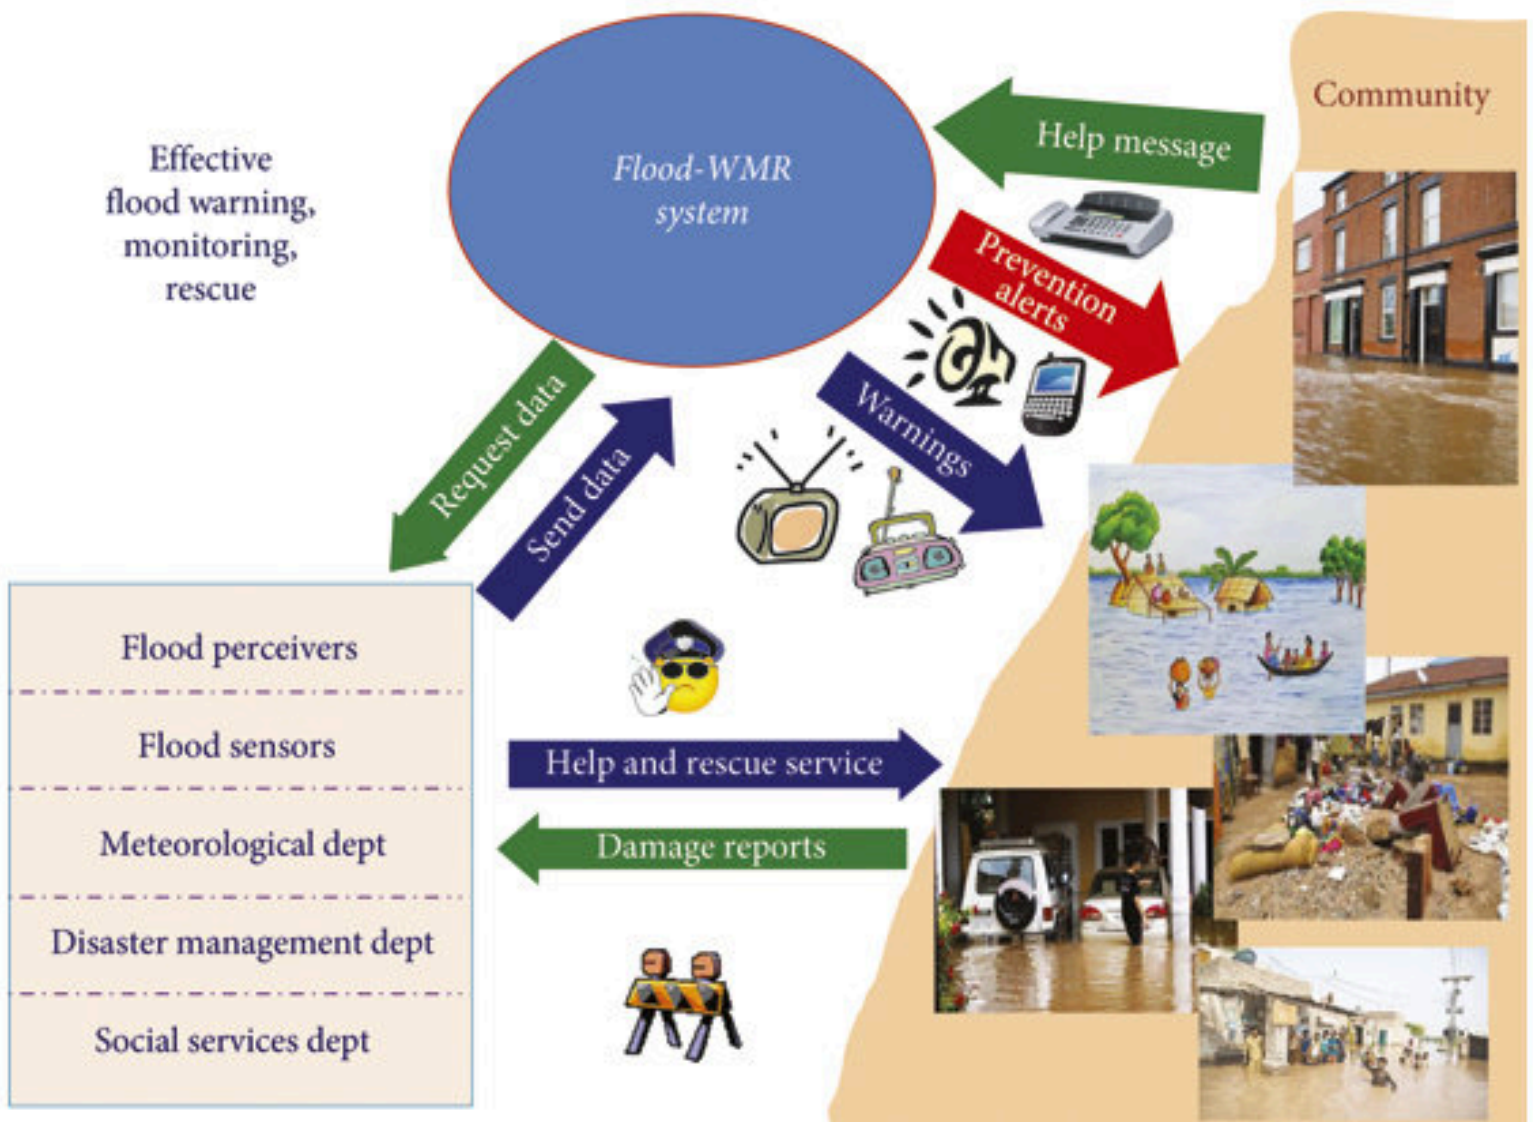 Effective
flood warning,
monitoring,
rescue
Flood-WMR
system
Community
Help message
Prevention
alerts
Warnings
Request data
Send data
Flood perceivers
Flood sensors
Meteorological dept
Disaster management dept
Social services dept
Help and rescue service
Damage reports